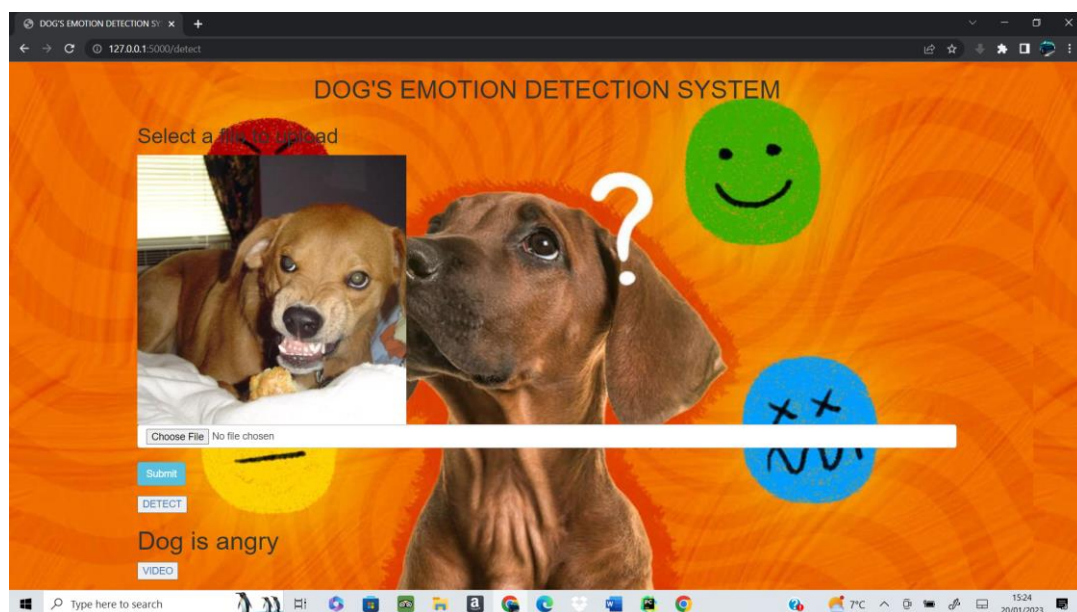 DOG'S EMOTION DETECTION SY
127.0.0.1:5000/detect
DOG'S EMOTION DETECTION SYSTEM
Select a file to upload
?
Choose File No file chosen
Submit
DETECT
Dog is angry
VIDEO
Type here to search
7°C
15:24
20/01/2023